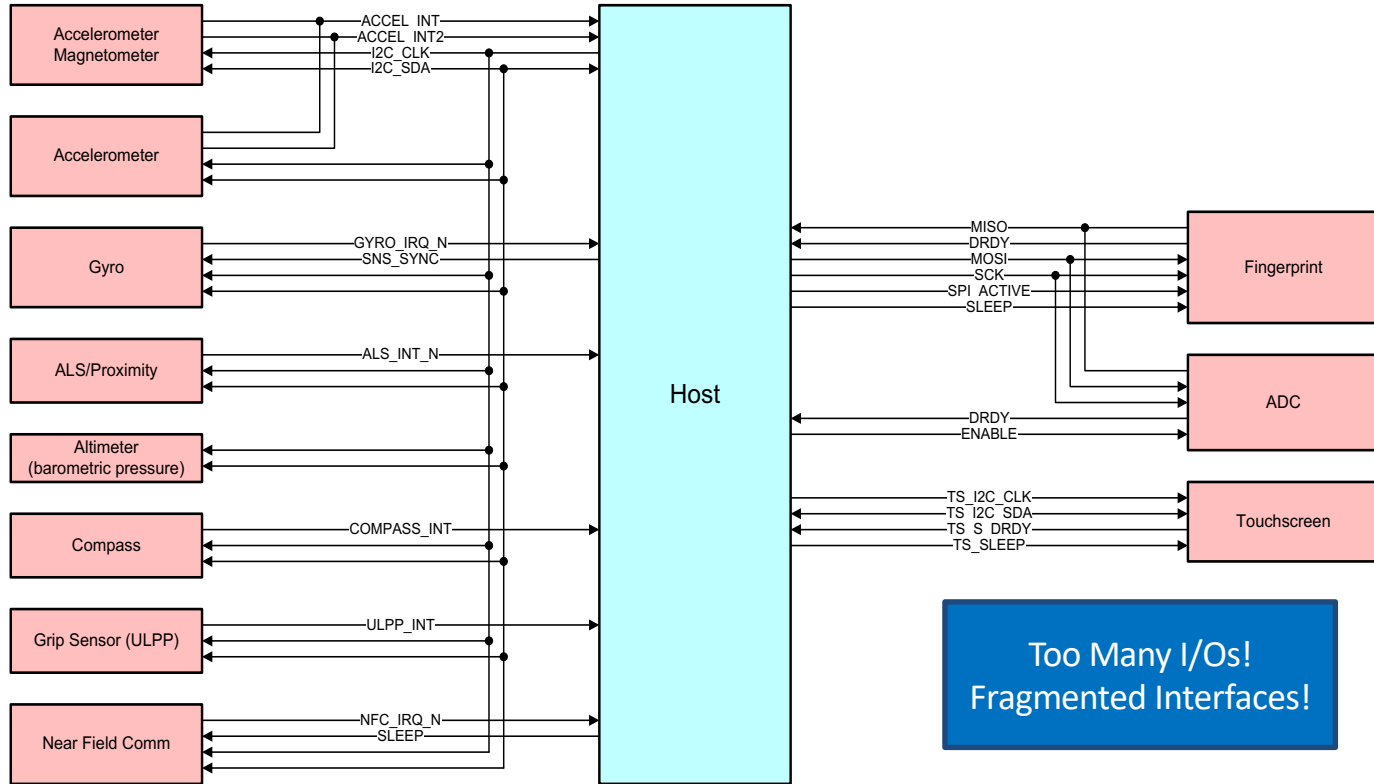 Accelerometer
Magnetometer
ACCEL_INT
ACCEL_INT2
I2C_CLK
I2C_SDA
Accelerometer
Gyro
GYRO_IRQ_N
SNS_SYNC
ALS/Proximity
ALS_INT_N
Altimeter
(barometric pressure)
Compass
COMPASS_INT
Grip Sensor (ULPP)
ULPP_INT
Near Field Comm
NFC_IRQ_N
SLEEP
Host
MISO
DRDY
MOSI
SCK
SPI_ACTIVE
SLEEP
Fingerprint
ADC
DRDY
ENABLE
TS_I2C_CLK
TS_I2C_SDA
TS_S_DRDY
TS_SLEEP
Touchscreen
Too Many I/Os!
Fragmented Interfaces!